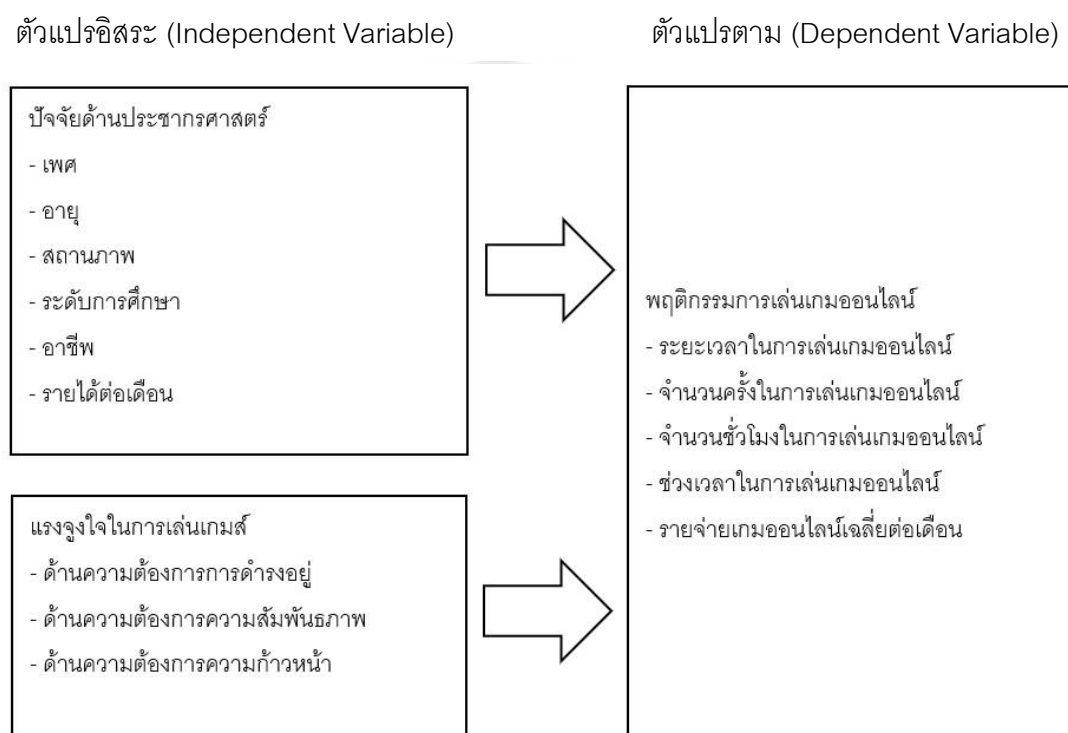 ตัวแปรอิสระ (Independent Variable)
ตัวแปรตาม (Dependent Variable)
ปัจจัยด้านประชากรศาสตร์
- เพศ
- อายุ
- สถานภาพ
- ระดับการศึกษา
- อาชีพ
- รายได้ต่อเดือน
แรงจูงใจในการเล่นเกมส์
- ด้านความต้องการการดำรงอยู่
- ด้านความต้องการความสัมพันธภาพ
- ด้านความต้องการความก้าวหน้า
พฤติกรรมการเล่นเกมออนไลน์
- ระยะเวลาในการเล่นเกมออนไลน์
- จำนวนครั้งในการเล่นเกมออนไลน์
- จำนวนชั่วโมงในการเล่นเกมออนไลน์
- ช่วงเวลาในการเล่นเกมออนไลน์
- รายจ่ายเกมออนไลน์เฉลี่ยต่อเดือน